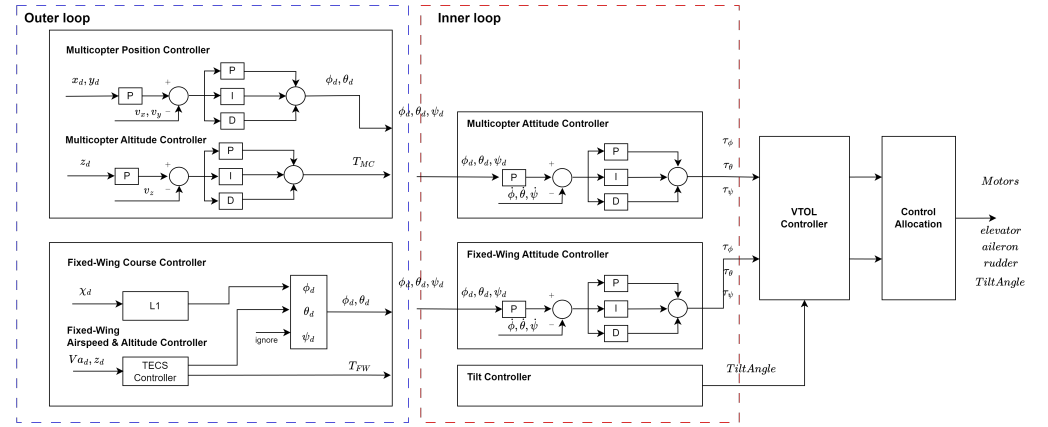 Outer loop
Inner loop
Multicopter Position Controller
x_d, y_d
P
+
v_x, v_y
−
P
I
D
ϕ_d, θ_d
Multicopter Altitude Controller
z_d
P
+
v_z
−
P
I
D
T_MC
ϕ_d, θ_d, ψ_d
Multicopter Attitude Controller
ϕ_d, θ_d, ψ_d
P
+
ϕ̇, θ̇, ψ̇
−
P
I
D
τ_ϕ
τ_θ
τ_ψ
VTOL
Controller
Control
Allocation
Motors
elevator
aileron
rudder
TiltAngle
Fixed-Wing Course Controller
χ_d
L1
ϕ_d
θ_d
ψ_d
ignore
ϕ_d, θ_d
Fixed-Wing
Airspeed & Altitude Controller
Va_d, z_d
TECS
Controller
T_FW
ϕ_d, θ_d, ψ_d
Fixed-Wing Attitude Controller
ϕ_d, θ_d, ψ_d
P
+
ϕ̇, θ̇, ψ̇
−
P
I
D
τ_ϕ
τ_θ
τ_ψ
Tilt Controller
TiltAngle